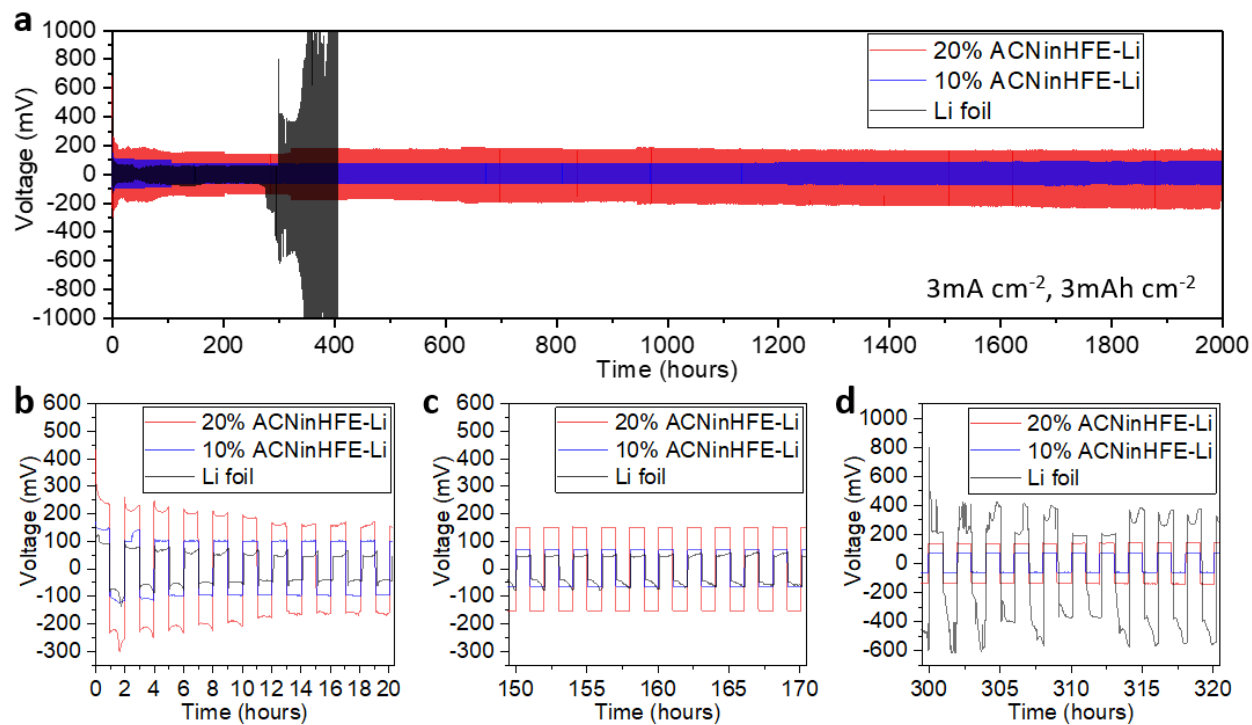 a
1000
800
600
400
200
0
-200
-400
-600
-800
-1000
Voltage (mV)
20% ACNinHFE-Li
10% ACNinHFE-Li
Li foil
3mA cm-2, 3mAh cm-2
0 200 400 600 800 1000 1200 1400 1600 1800 2000
Time (hours)
b
600
500
400
300
200
100
0
-100
-200
-300
Voltage (mV)
20% ACNinHFE-Li
10% ACNinHFE-Li
Li foil
0 2 4 6 8 10 12 14 16 18 20
Time (hours)
c
600
500
400
300
200
100
0
-100
-200
-300
Voltage (mV)
20% ACNinHFE-Li
10% ACNinHFE-Li
Li foil
150 155 160 165 170
Time (hours)
d
1000
800
600
400
200
0
-200
-400
-600
Voltage (mV)
20% ACNinHFE-Li
10% ACNinHFE-Li
Li foil
300 305 310 315 320
Time (hours)